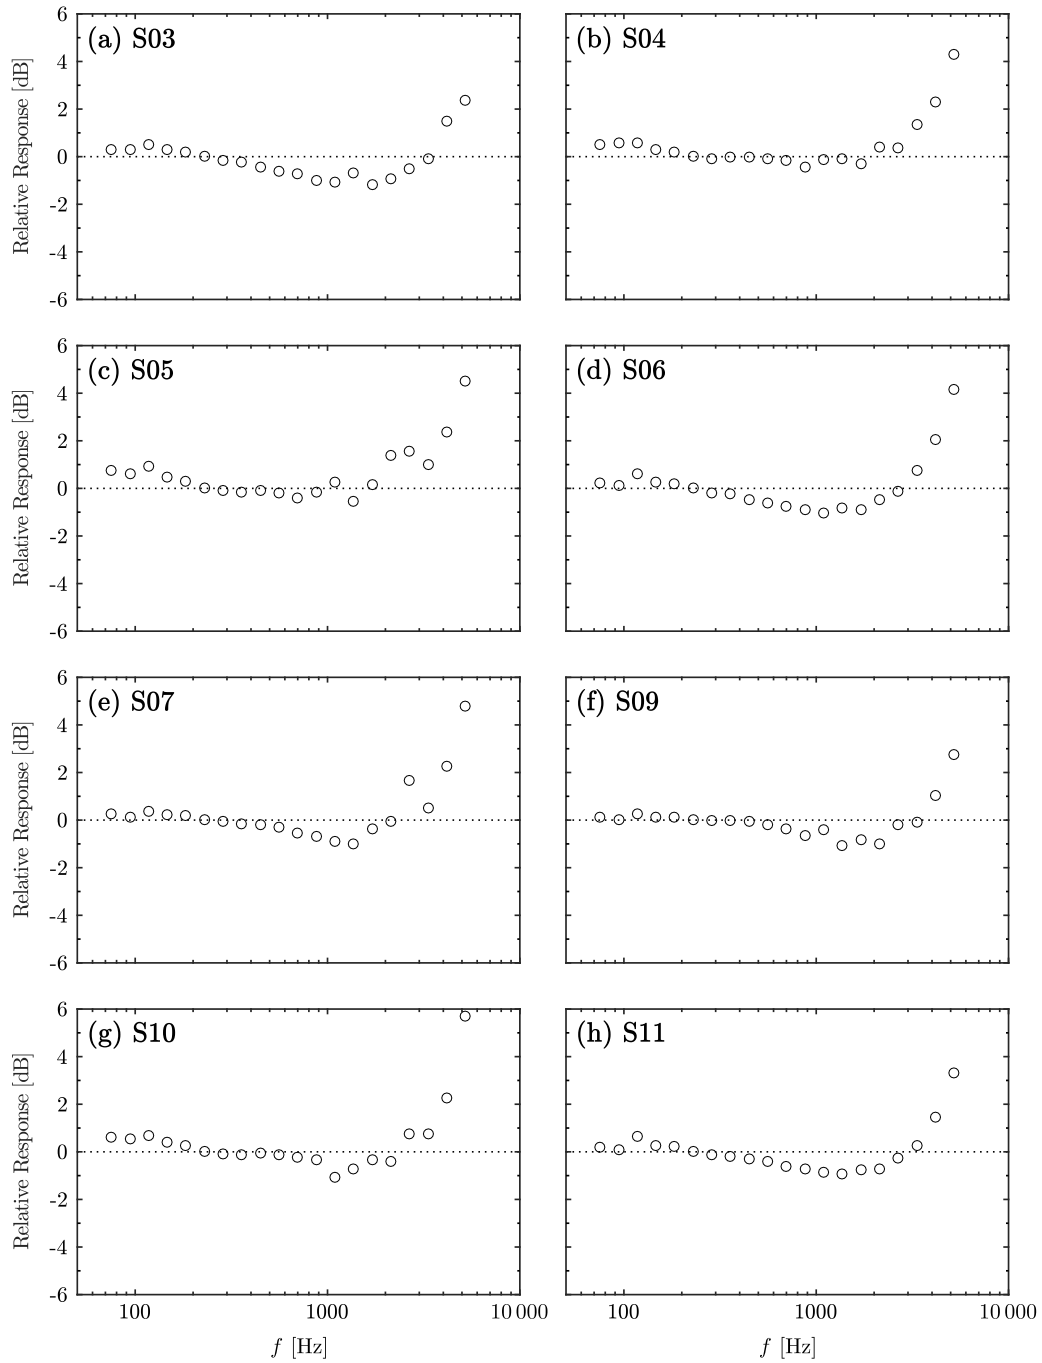 (a) S03
(b) S04
6
4
2
0
-2
-4
-6
Relative Response [dB]
(c) S05
(d) S06
6
4
2
0
-2
-4
-6
Relative Response [dB]
(e) S07
(f) S09
6
4
2
0
-2
-4
-6
Relative Response [dB]
(g) S10
(h) S11
6
4
2
0
-2
-4
-6
Relative Response [dB]
100 1000 10 000 100 1000 10 000
f [Hz] f [Hz]